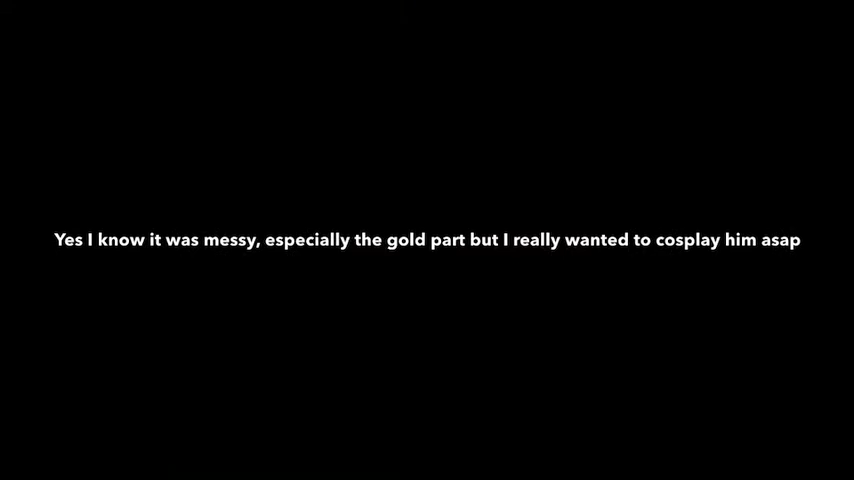 Yes I know it was messy, especially the gold part but I really wanted to cosplay him asap